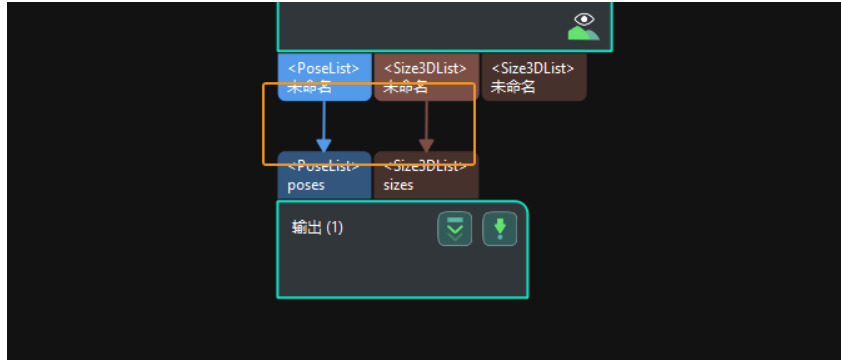 <PoseList> <Size3DList> <Size3DList>
未命名 未命名 未命名
<PoseList> <Size3DList>
poses sizes
输出 (1)